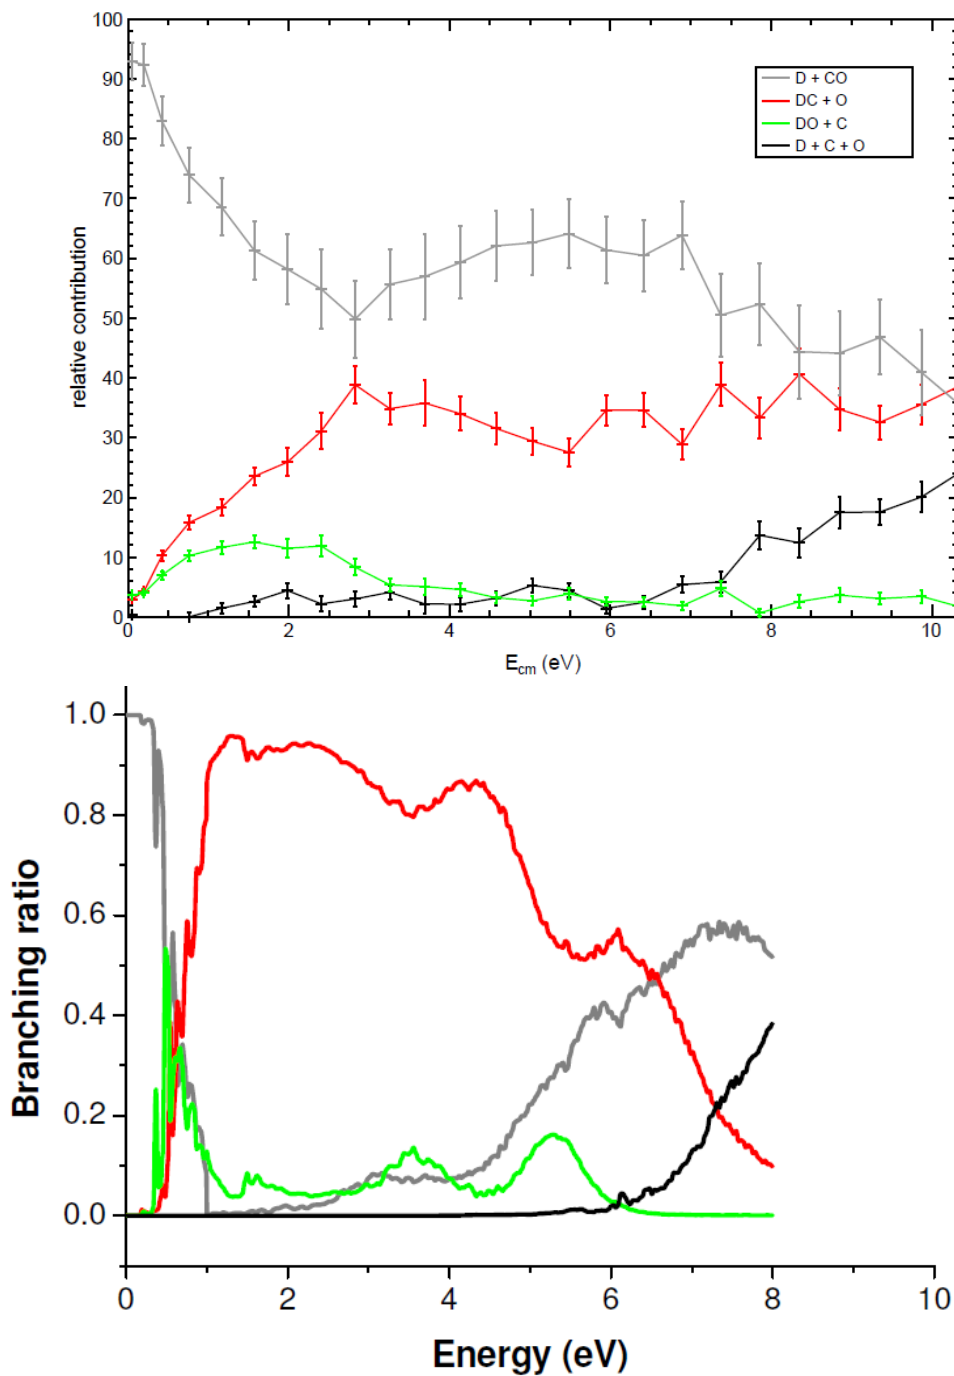 100
90
80
70
60
50
40
30
20
10
0
relative contribution
D + CO
DC + O
DO + C
D + C + O
0 2 4 6 8 10
E_cm (eV)
1.0
0.8
0.6
0.4
0.2
0.0
Branching ratio
0 2 4 6 8 10
Energy (eV)